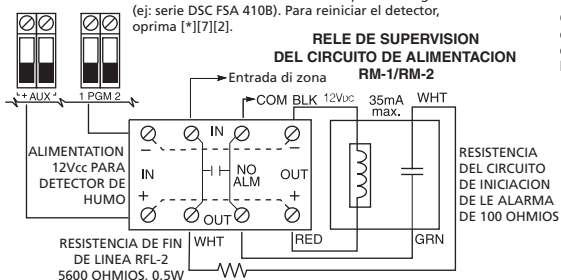 (ej: serie DSC FSA 410B). Para reiniciar el detector,
oprima [*][7][2].
RELE DE SUPERVISION
DEL CIRCUITO DE ALIMENTACION
RM-1/RM-2
- + AUX
1 PGM 2
Entrada di zona
COM BLK 12VDC 35mA WHT
max.
ALIMENTATION
12Vcc PARA
DETECTOR DE
HUMO
IN
IN
+
NO
ALM
OUT
+
OUT
RESISTENCIA
DEL CIRCUITO
DE INICIACION
DE LE ALARMA
DE 100 OHMIOS
WHT RED GRN
RESISTENCIA DE FIN
DE LINEA RFL-2
5600 OHMIOS, 0.5W